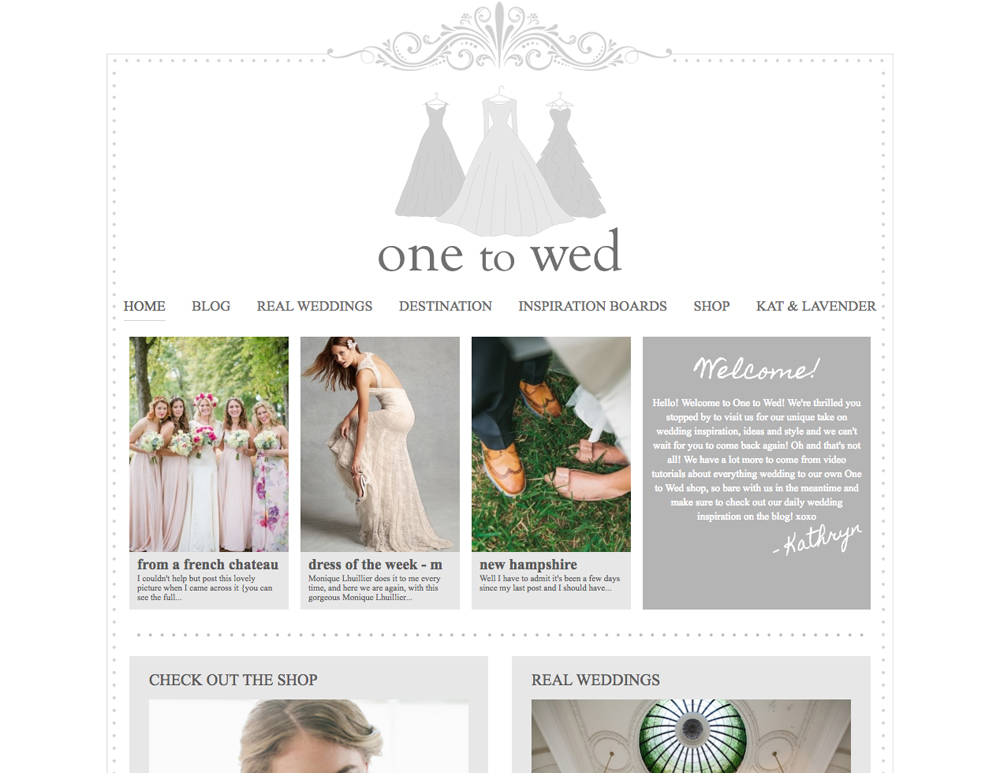 one to wed
HOME BLOG REAL WEDDINGS DESTINATION INSPIRATION BOARDS SHOP KAT & LAVENDER
from a french chateau
I couldn't help but post this lovely
picture when I came across it {you can
see the full...
dress of the week - m
Monique Lhuillier does it to me every
time, and here we are again, with this
gorgeous Monique Lhuillier...
new hampshire
Well I have to admit it's been a few days
since my last post and I should have...
Welcome!
Hello! Welcome to One to Wed! We're thrilled you
stopped by to visit us for our unique take on
wedding inspiration, ideas and style and we can't
wait for you to come back again! Oh and that's not
all! We have a lot more to come from video
tutorials about everything wedding to our own One
to Wed shop, so bare with us in the meantime and
make sure to check out our daily wedding
inspiration on the blog! xoxo
- Kathryn
CHECK OUT THE SHOP
REAL WEDDINGS